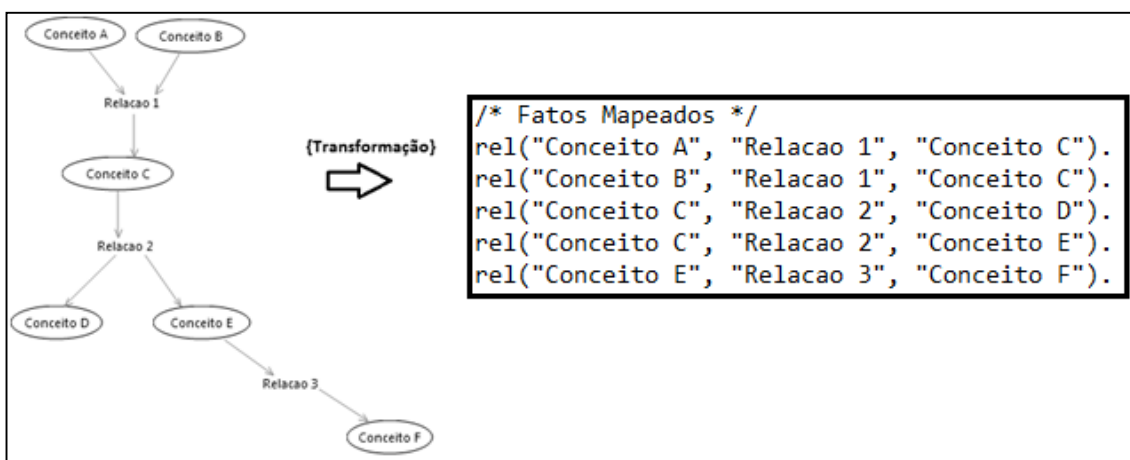 Conceito A
Conceito B
Relacao 1
Conceito C
Relacao 2
Conceito D
Conceito E
Relacao 3
Conceito F
{Transformação}
/* Fatos Mapeados */
rel("Conceito A", "Relacao 1", "Conceito C").
rel("Conceito B", "Relacao 1", "Conceito C").
rel("Conceito C", "Relacao 2", "Conceito D").
rel("Conceito C", "Relacao 2", "Conceito E").
rel("Conceito E", "Relacao 3", "Conceito F").